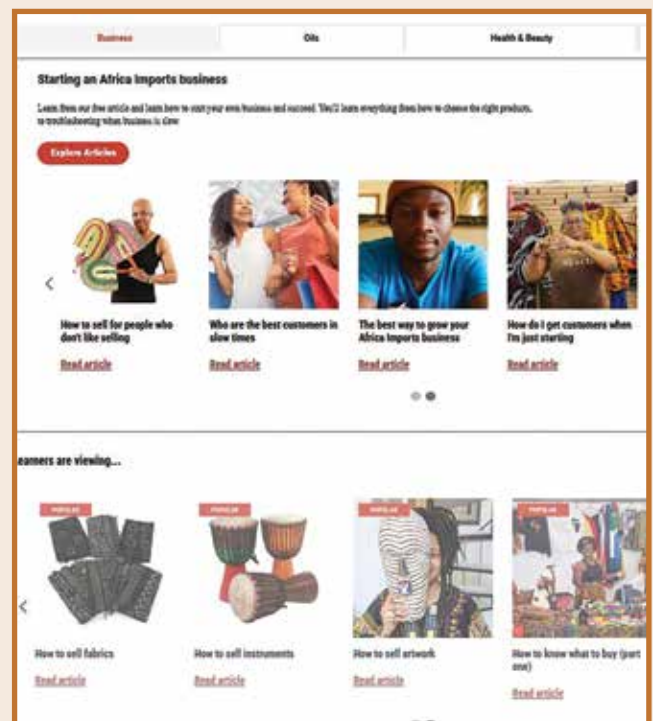 Business
Oils
Health & Beauty
Starting an Africa Imports business
Learn from our free article and learn how to start your own business and succeed. You'll learn everything from how to choose the right products,
to troubleshooting when business is slow
Explore Articles
How to sell for people who
don't like selling
Read article
Who are the best customers in
slow times
Read article
The best way to grow your
Africa Imports business
Read article
How do I get customers when
I'm just starting
Read article
earners are viewing...
POPULAR
POPULAR
POPULAR
POPULAR
How to sell fabrics
Read article
How to sell instruments
Read article
How to sell artwork
Read article
How to know what to buy (part
one)
Read article